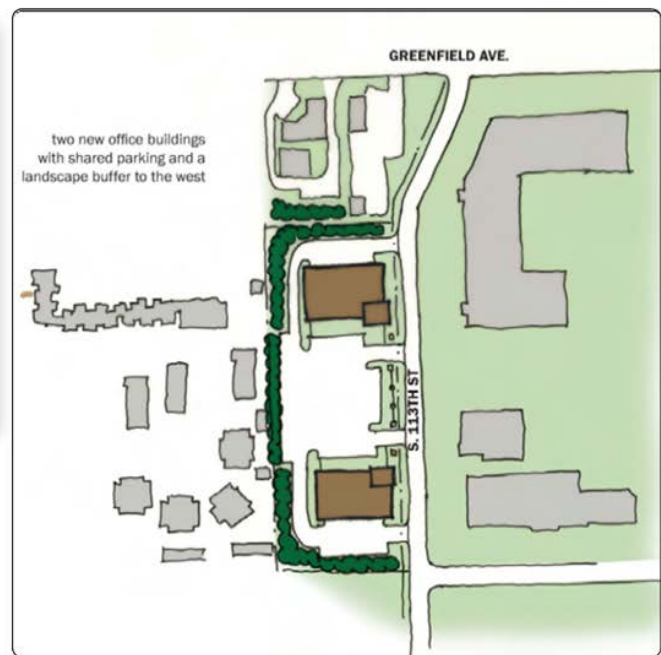 GREENFIELD AVE.
two new office buildings
with shared parking and a
landscape buffer to the west
S. 113TH ST